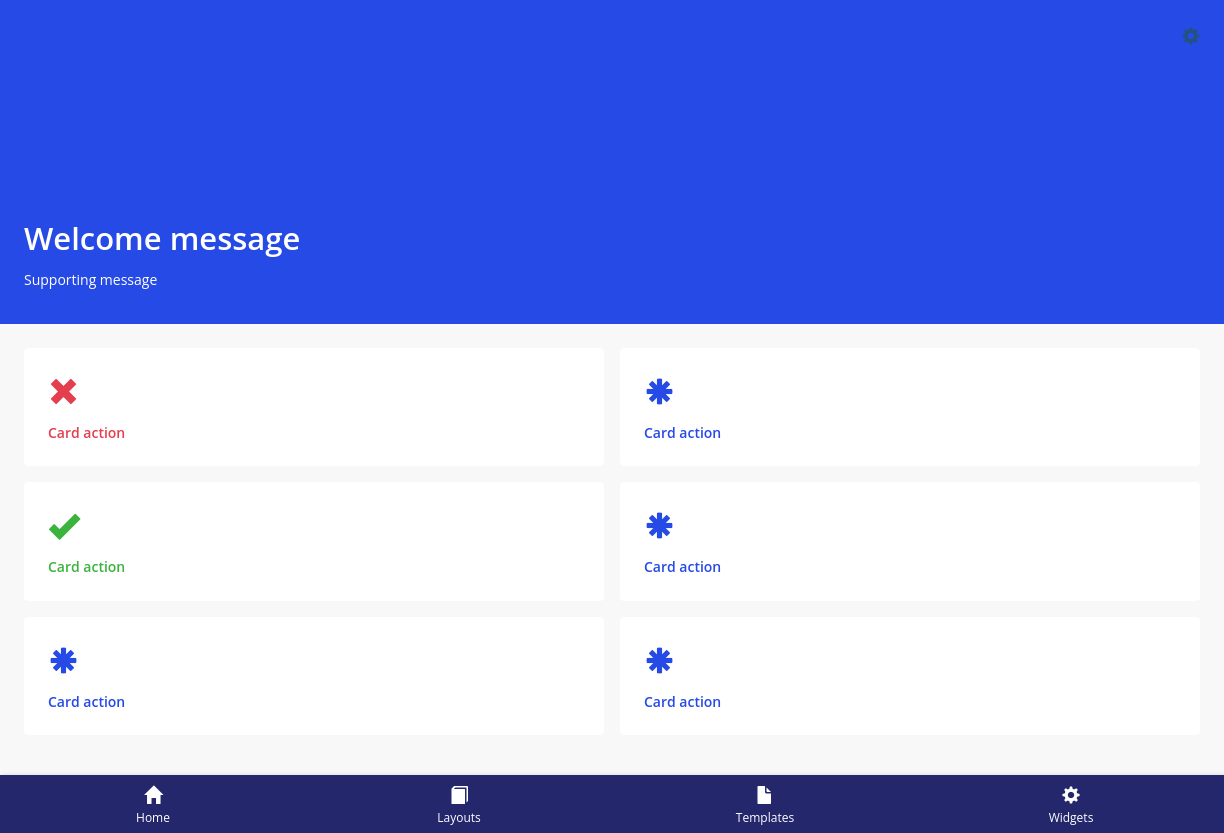 Welcome message
Supporting message
Card action
Card action
Card action
Card action
Card action
Card action
Home
Layouts
Templates
Widgets